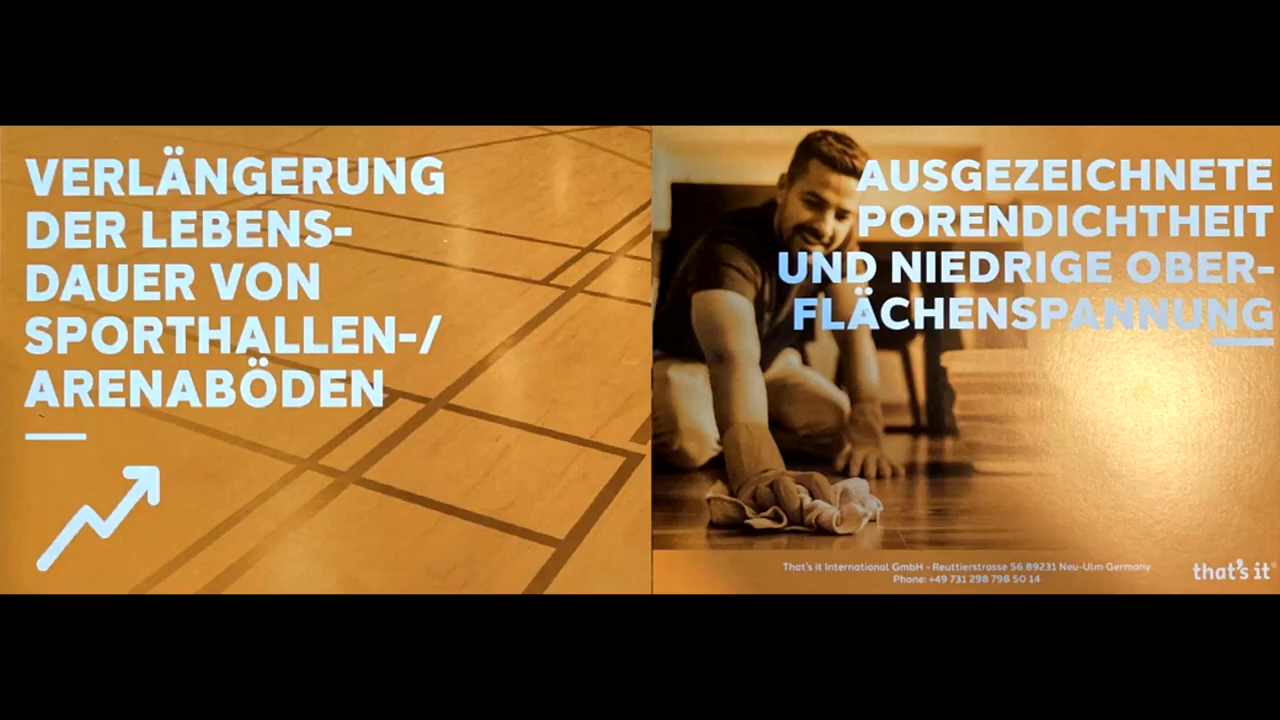 VERLÄNGERUNG
DER LEBENS-
DAUER VON
SPORTHALLEN-/
ARENABÖDEN
AUSGEZEICHNETE
PORENDICHTHEIT
UND NIEDRIGE OBER-
FLÄCHENSPANNUNG
That's it International GmbH - Reuttierstrasse 56 89231 Neu-Ulm Germany
Phone: +49 731 298 798 50 14
that's it®